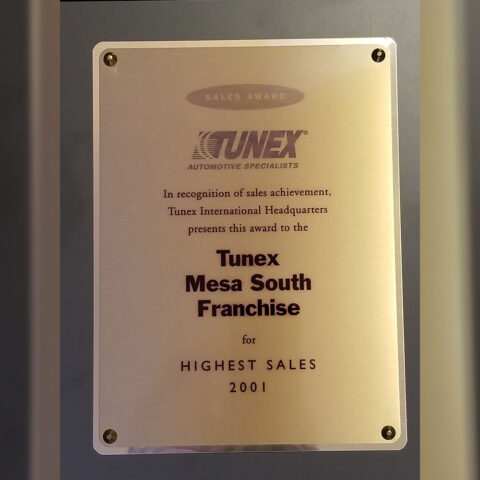 SALES AWARD
TUNEX®
AUTOMOTIVE SPECIALISTS
In recognition of sales achievement,
Tunex International Headquarters
presents this award to the
Tunex
Mesa South
Franchise
for
HIGHEST SALES
2001